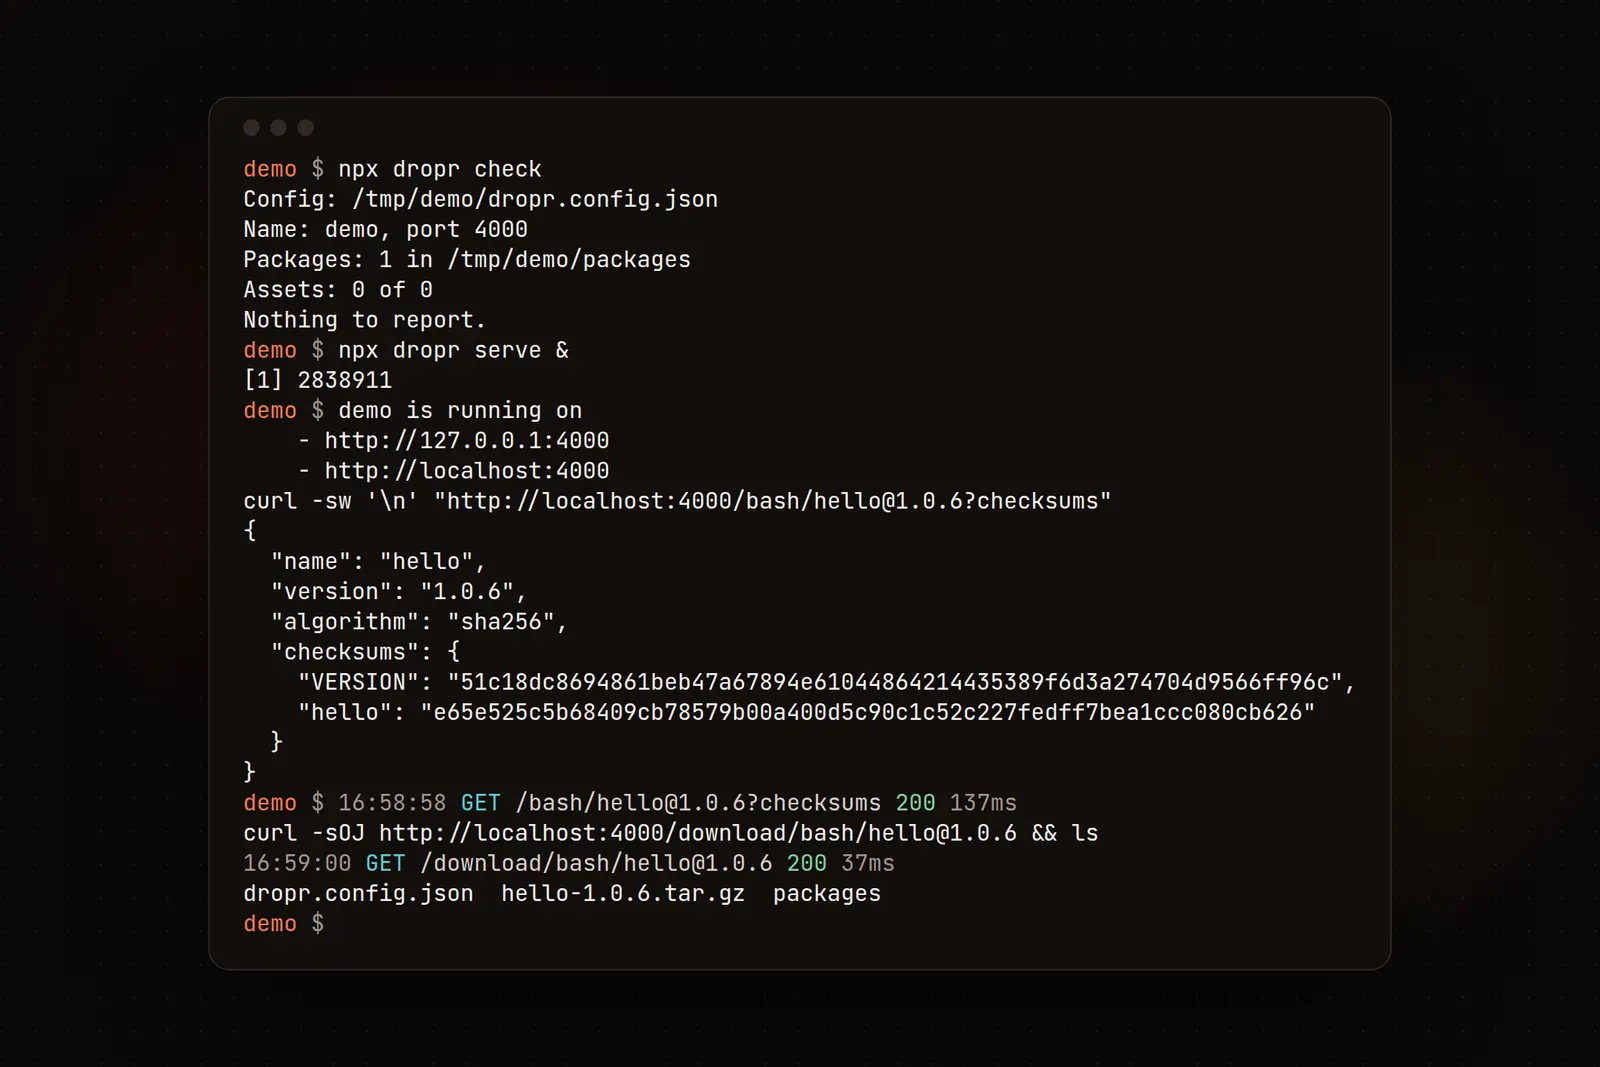 demo $ npx dropr check
Config: /tmp/demo/dropr.config.json
Name: demo, port 4000
Packages: 1 in /tmp/demo/packages
Assets: 0 of 0
Nothing to report.
demo $ npx dropr serve &
[1] 2838911
demo $ demo is running on
    - http://127.0.0.1:4000
    - http://localhost:4000
curl -sw '\n' "http://localhost:4000/bash/hello@1.0.6?checksums"
{
  "name": "hello",
  "version": "1.0.6",
  "algorithm": "sha256",
  "checksums": {
    "VERSION": "51c18dc8694861beb47a67894e61044864214435389f6d3a274704d9566ff96c",
    "hello": "e65e525c5b68409cb78579b00a400d5c90c1c52c227fedff7bea1ccc080cb626"
  }
}
demo $ 16:58:58 GET /bash/hello@1.0.6?checksums 200 137ms
curl -sOJ http://localhost:4000/download/bash/hello@1.0.6 && ls
16:59:00 GET /download/bash/hello@1.0.6 200 37ms
dropr.config.json  hello-1.0.6.tar.gz  packages
demo $